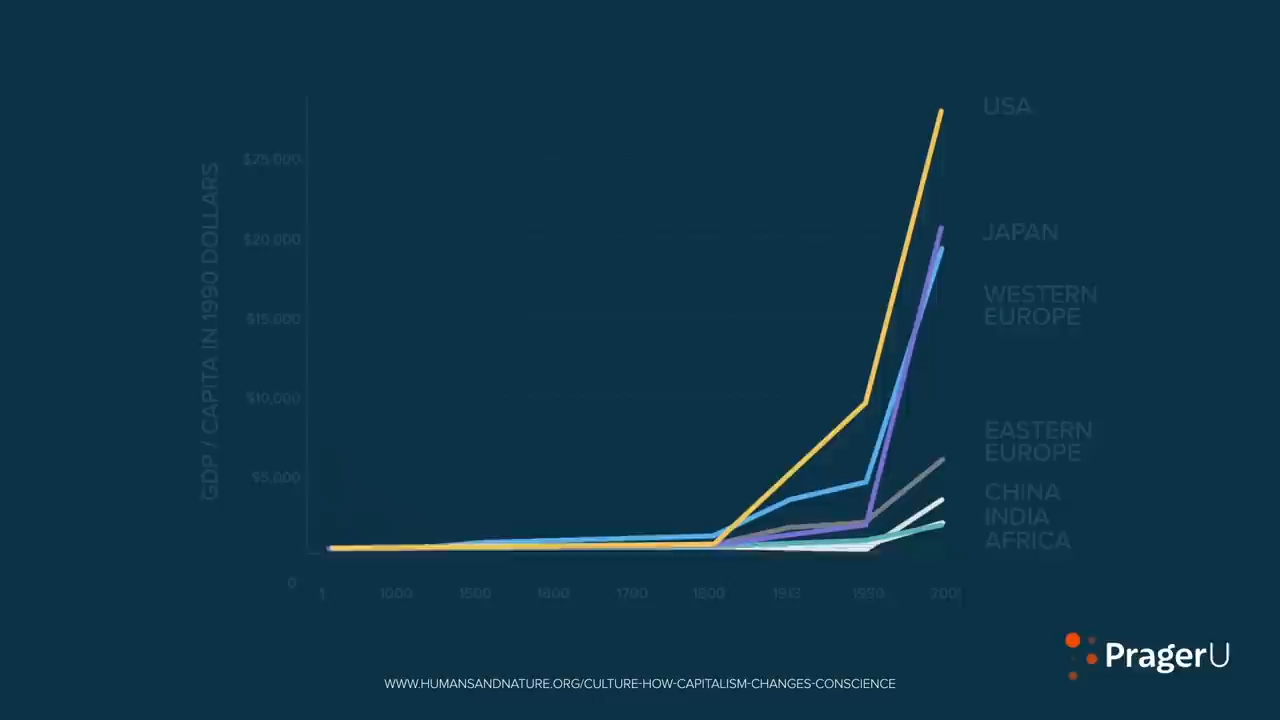 USA
$25,000
$20,000
JAPAN
WESTERN
EUROPE
$15,000
GDP / CAPITA IN 1990 DOLLARS
$10,000
EASTERN
EUROPE
$5,000
CHINA
INDIA
AFRICA
0
1
1000
1500
1600
1700
1800
1913
PragerU
WWW.HUMANSANDNATURE.ORG/CULTURE-HOW-CAPITALISM-CHANGES-CONSCIENCE